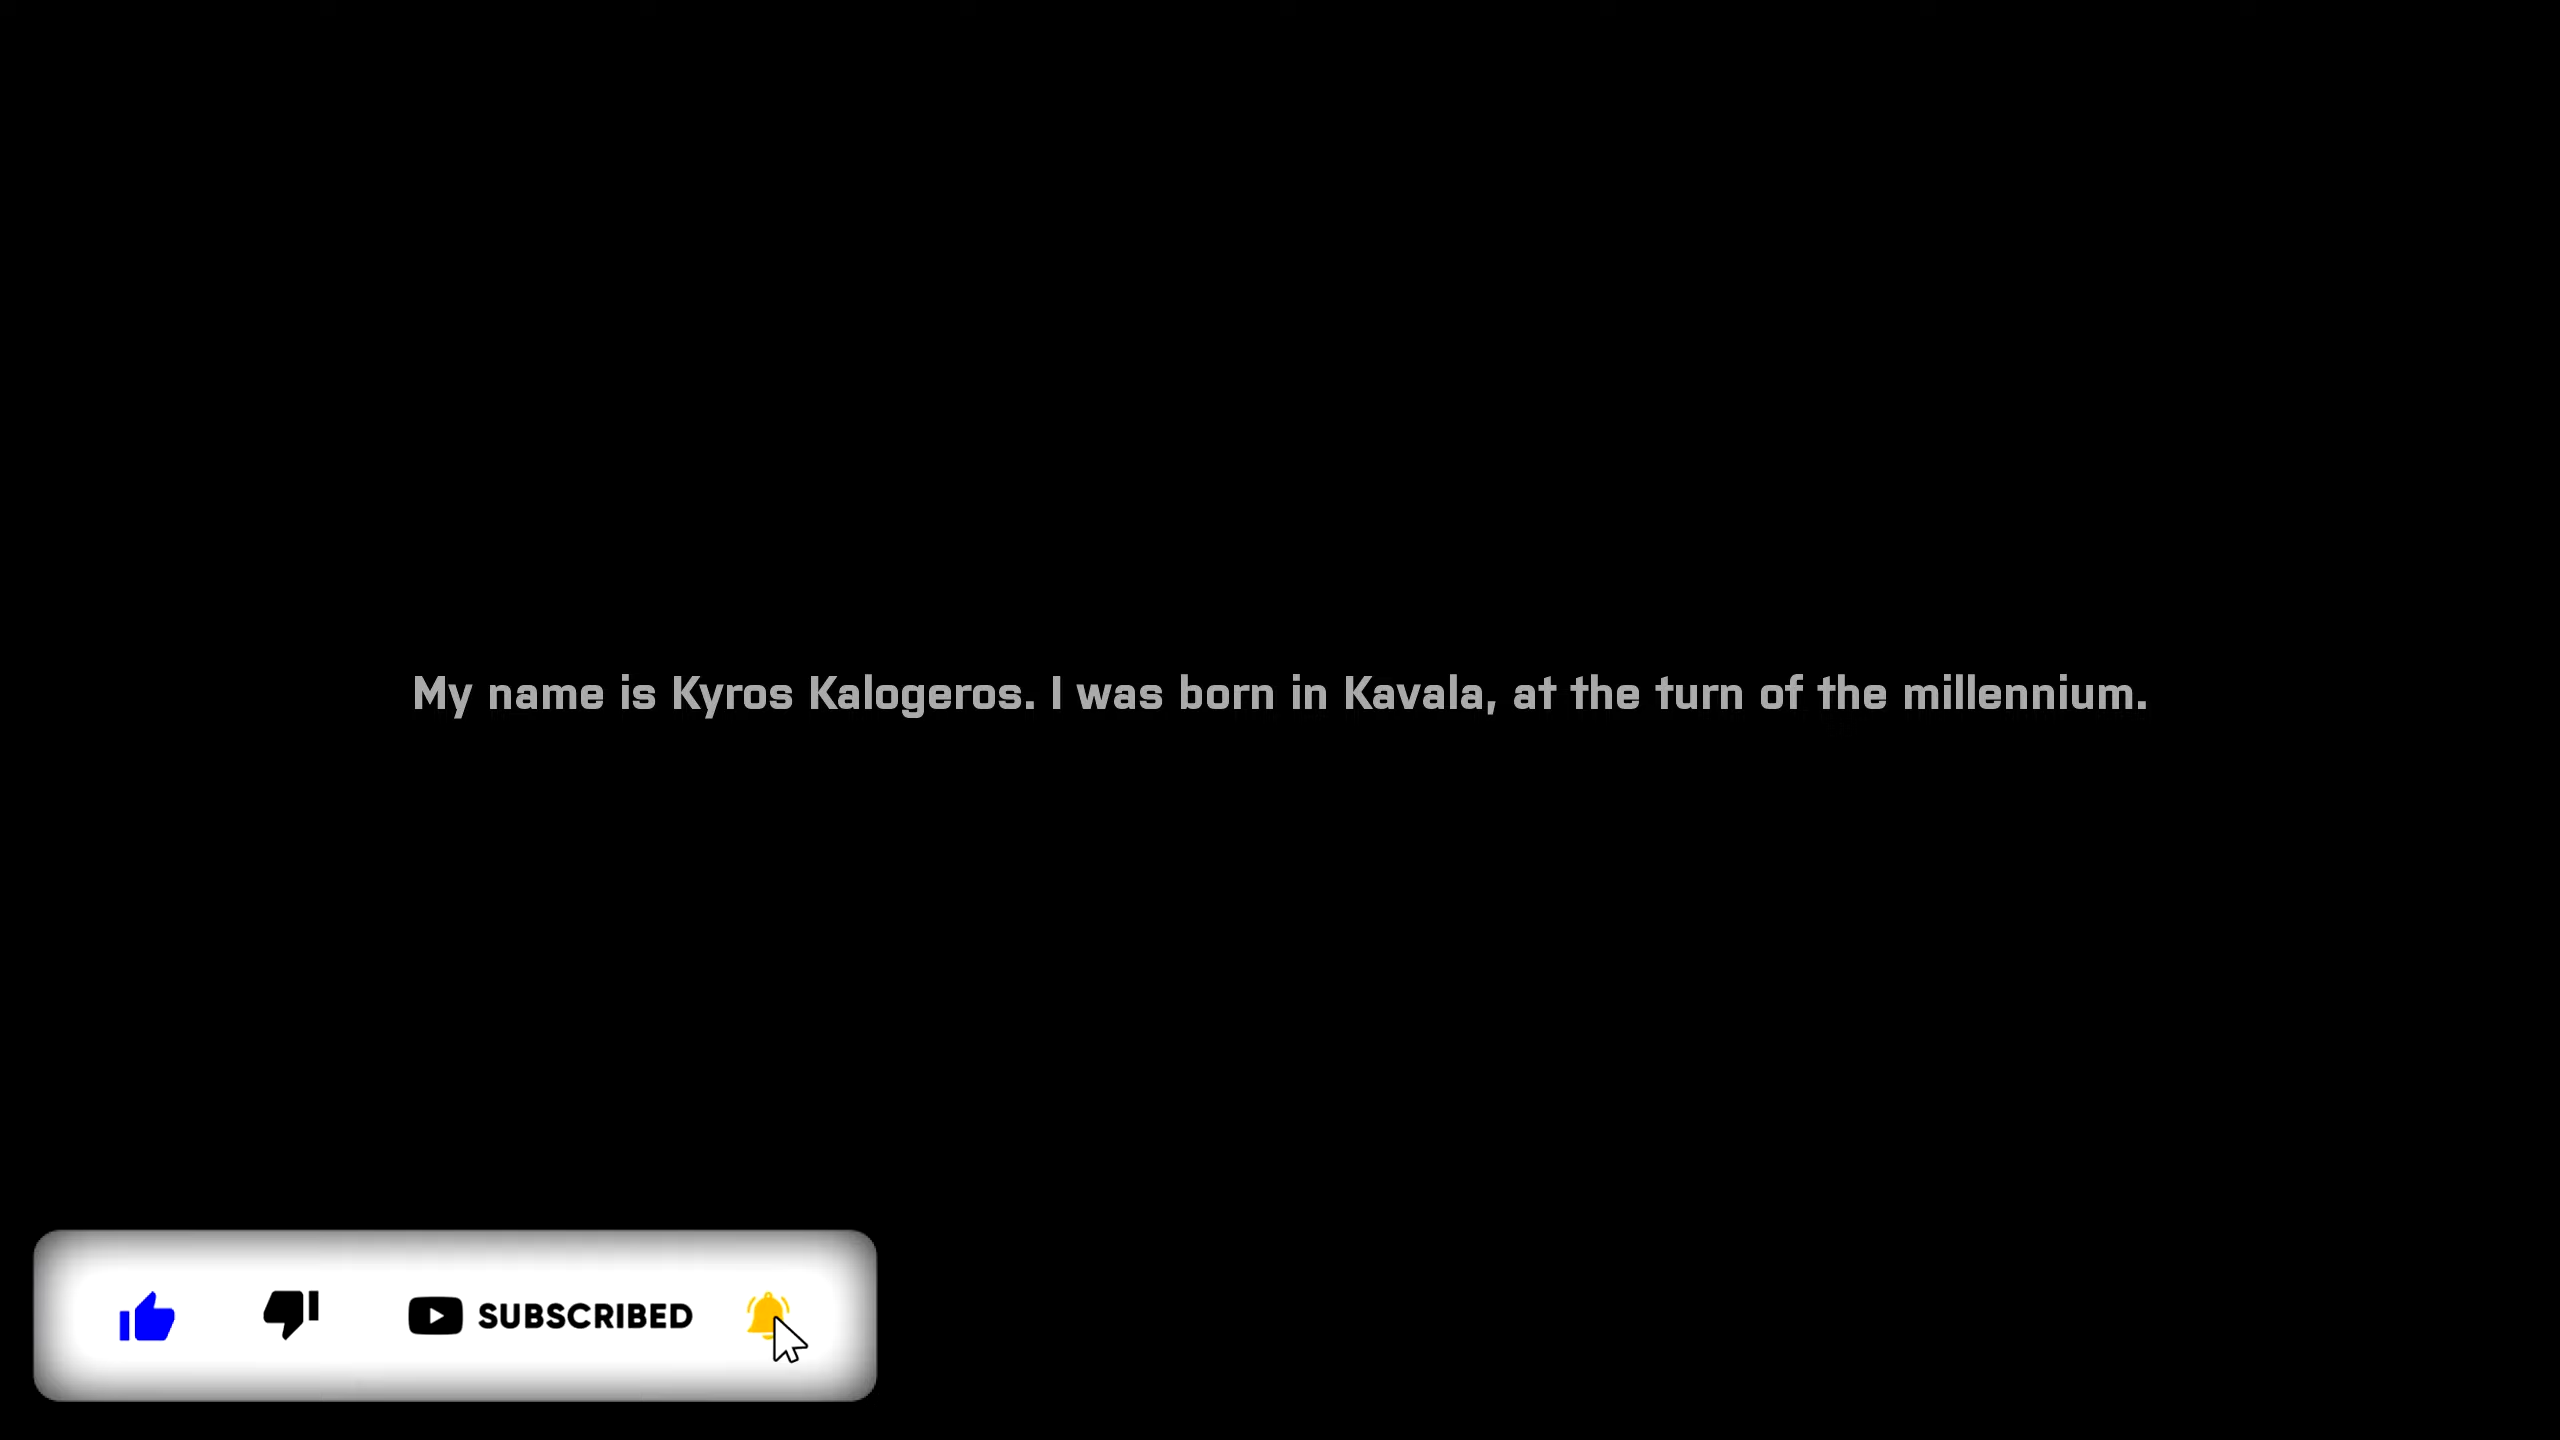 My name is Kyros Kalogeros. I was born in Kavala, at the turn of the millennium.
SUBSCRIBED